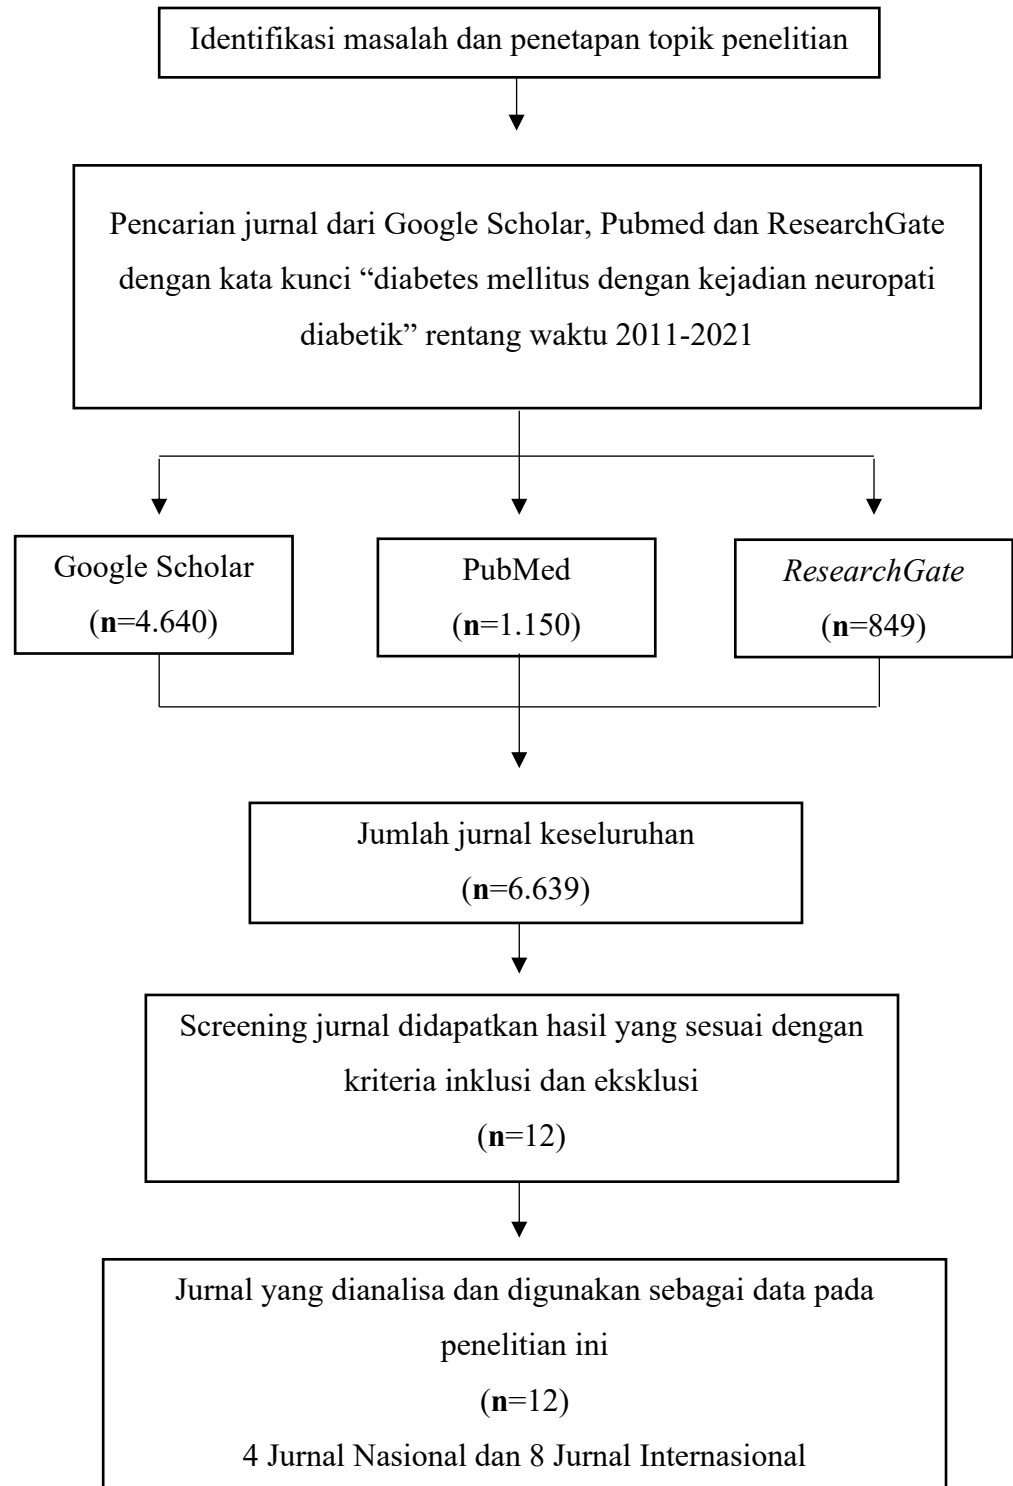 Identifikasi masalah dan penetapan topik penelitian
Pencarian jurnal dari Google Scholar, Pubmed dan ResearchGate
dengan kata kunci “diabetes mellitus dengan kejadian neuropati
diabetik” rentang waktu 2011-2021
Google Scholar
(n=4.640)
PubMed
(n=1.150)
ResearchGate
(n=849)
Jumlah jurnal keseluruhan
(n=6.639)
Screening jurnal didapatkan hasil yang sesuai dengan
kriteria inklusi dan eksklusi
(n=12)
Jurnal yang dianalisa dan digunakan sebagai data pada
penelitian ini
(n=12)
4 Jurnal Nasional dan 8 Jurnal Internasional